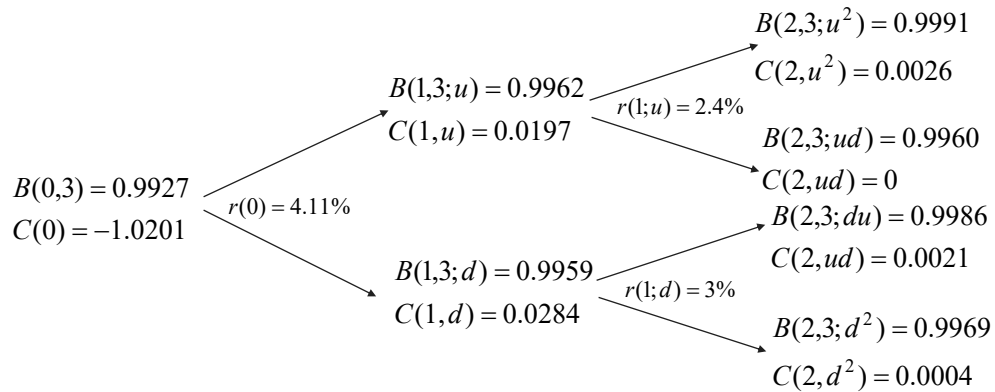 B(2,3;u²) = 0.9991
C(2,u²) = 0.0026
B(1,3;u) = 0.9962
C(1,u) = 0.0197
r(1;u) = 2.4%
B(2,3;ud) = 0.9960
C(2,ud) = 0
B(0,3) = 0.9927
C(0) = −1.0201
r(0) = 4.11%
B(2,3;du) = 0.9986
C(2,ud) = 0.0021
B(1,3;d) = 0.9959
C(1,d) = 0.0284
r(1;d) = 3%
B(2,3;d²) = 0.9969
C(2,d²) = 0.0004